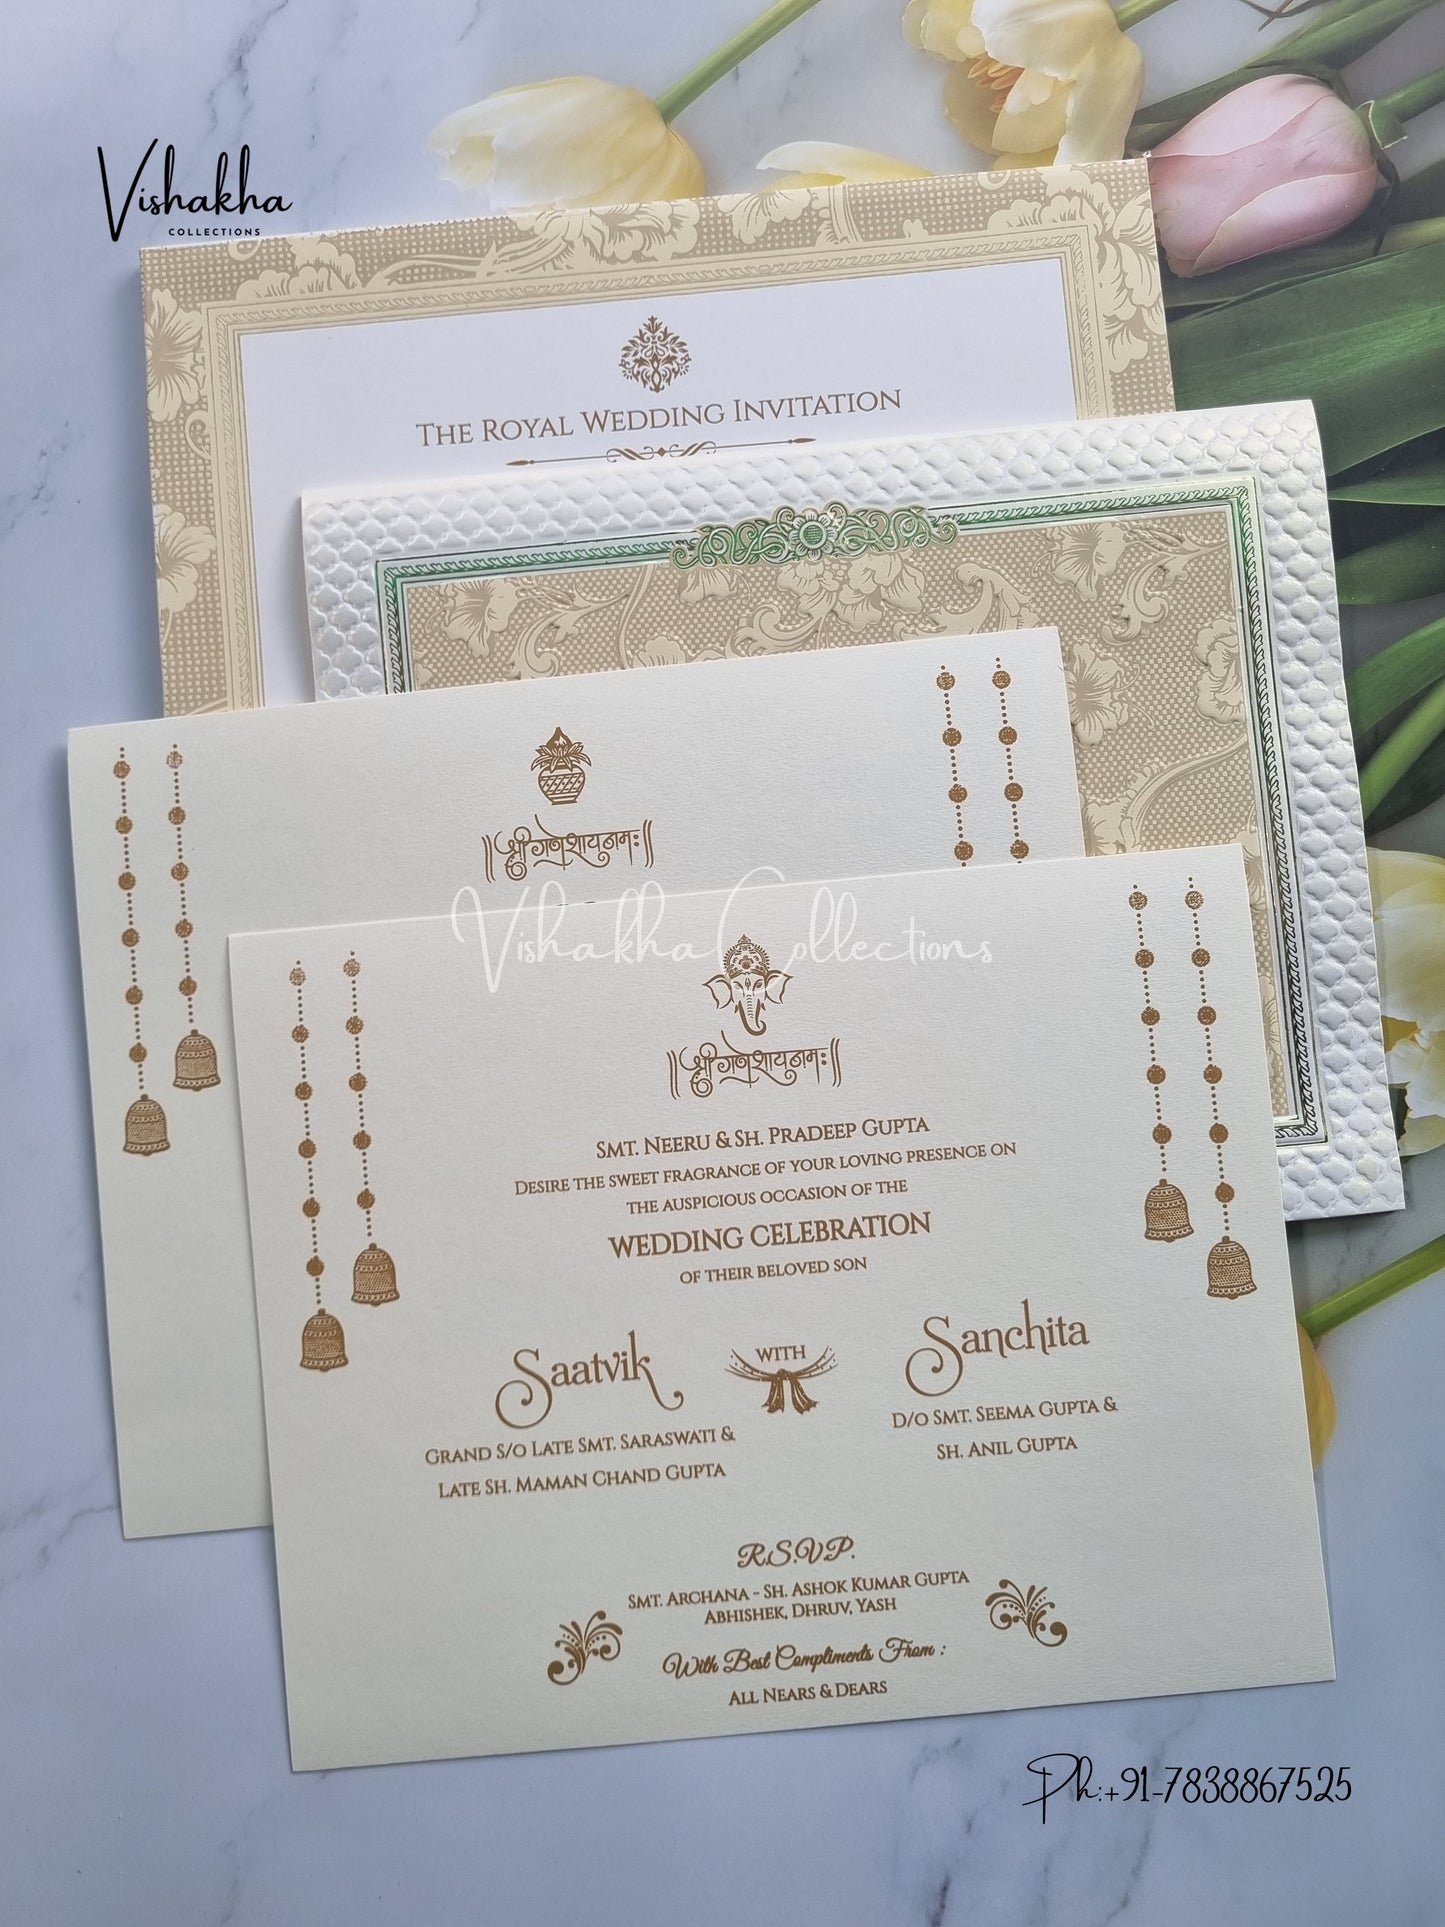 Vishakha
COLLECTIONS
THE ROYAL WEDDING INVITATION
|| श्री गणेशाय नमः ||
Vishakha Collections
|| श्री गणेशाय नमः ||
SMT. NEERU & SH. PRADEEP GUPTA
DESIRE THE SWEET FRAGRANCE OF YOUR LOVING PRESENCE ON
THE AUSPICIOUS OCCASION OF THE
WEDDING CELEBRATION
OF THEIR BELOVED SON
Saatvik WITH Sanchita
GRAND S/O LATE SMT. SARASWATI &
LATE SH. MAMAN CHAND GUPTA
D/O SMT. SEEMA GUPTA &
SH. ANIL GUPTA
R.S.V.P.
SMT. ARCHANA - SH. ASHOK KUMAR GUPTA
ABHISHEK, DHRUV, YASH
With Best Compliments From :
ALL NEARS & DEARS
Ph:+91-7838867525